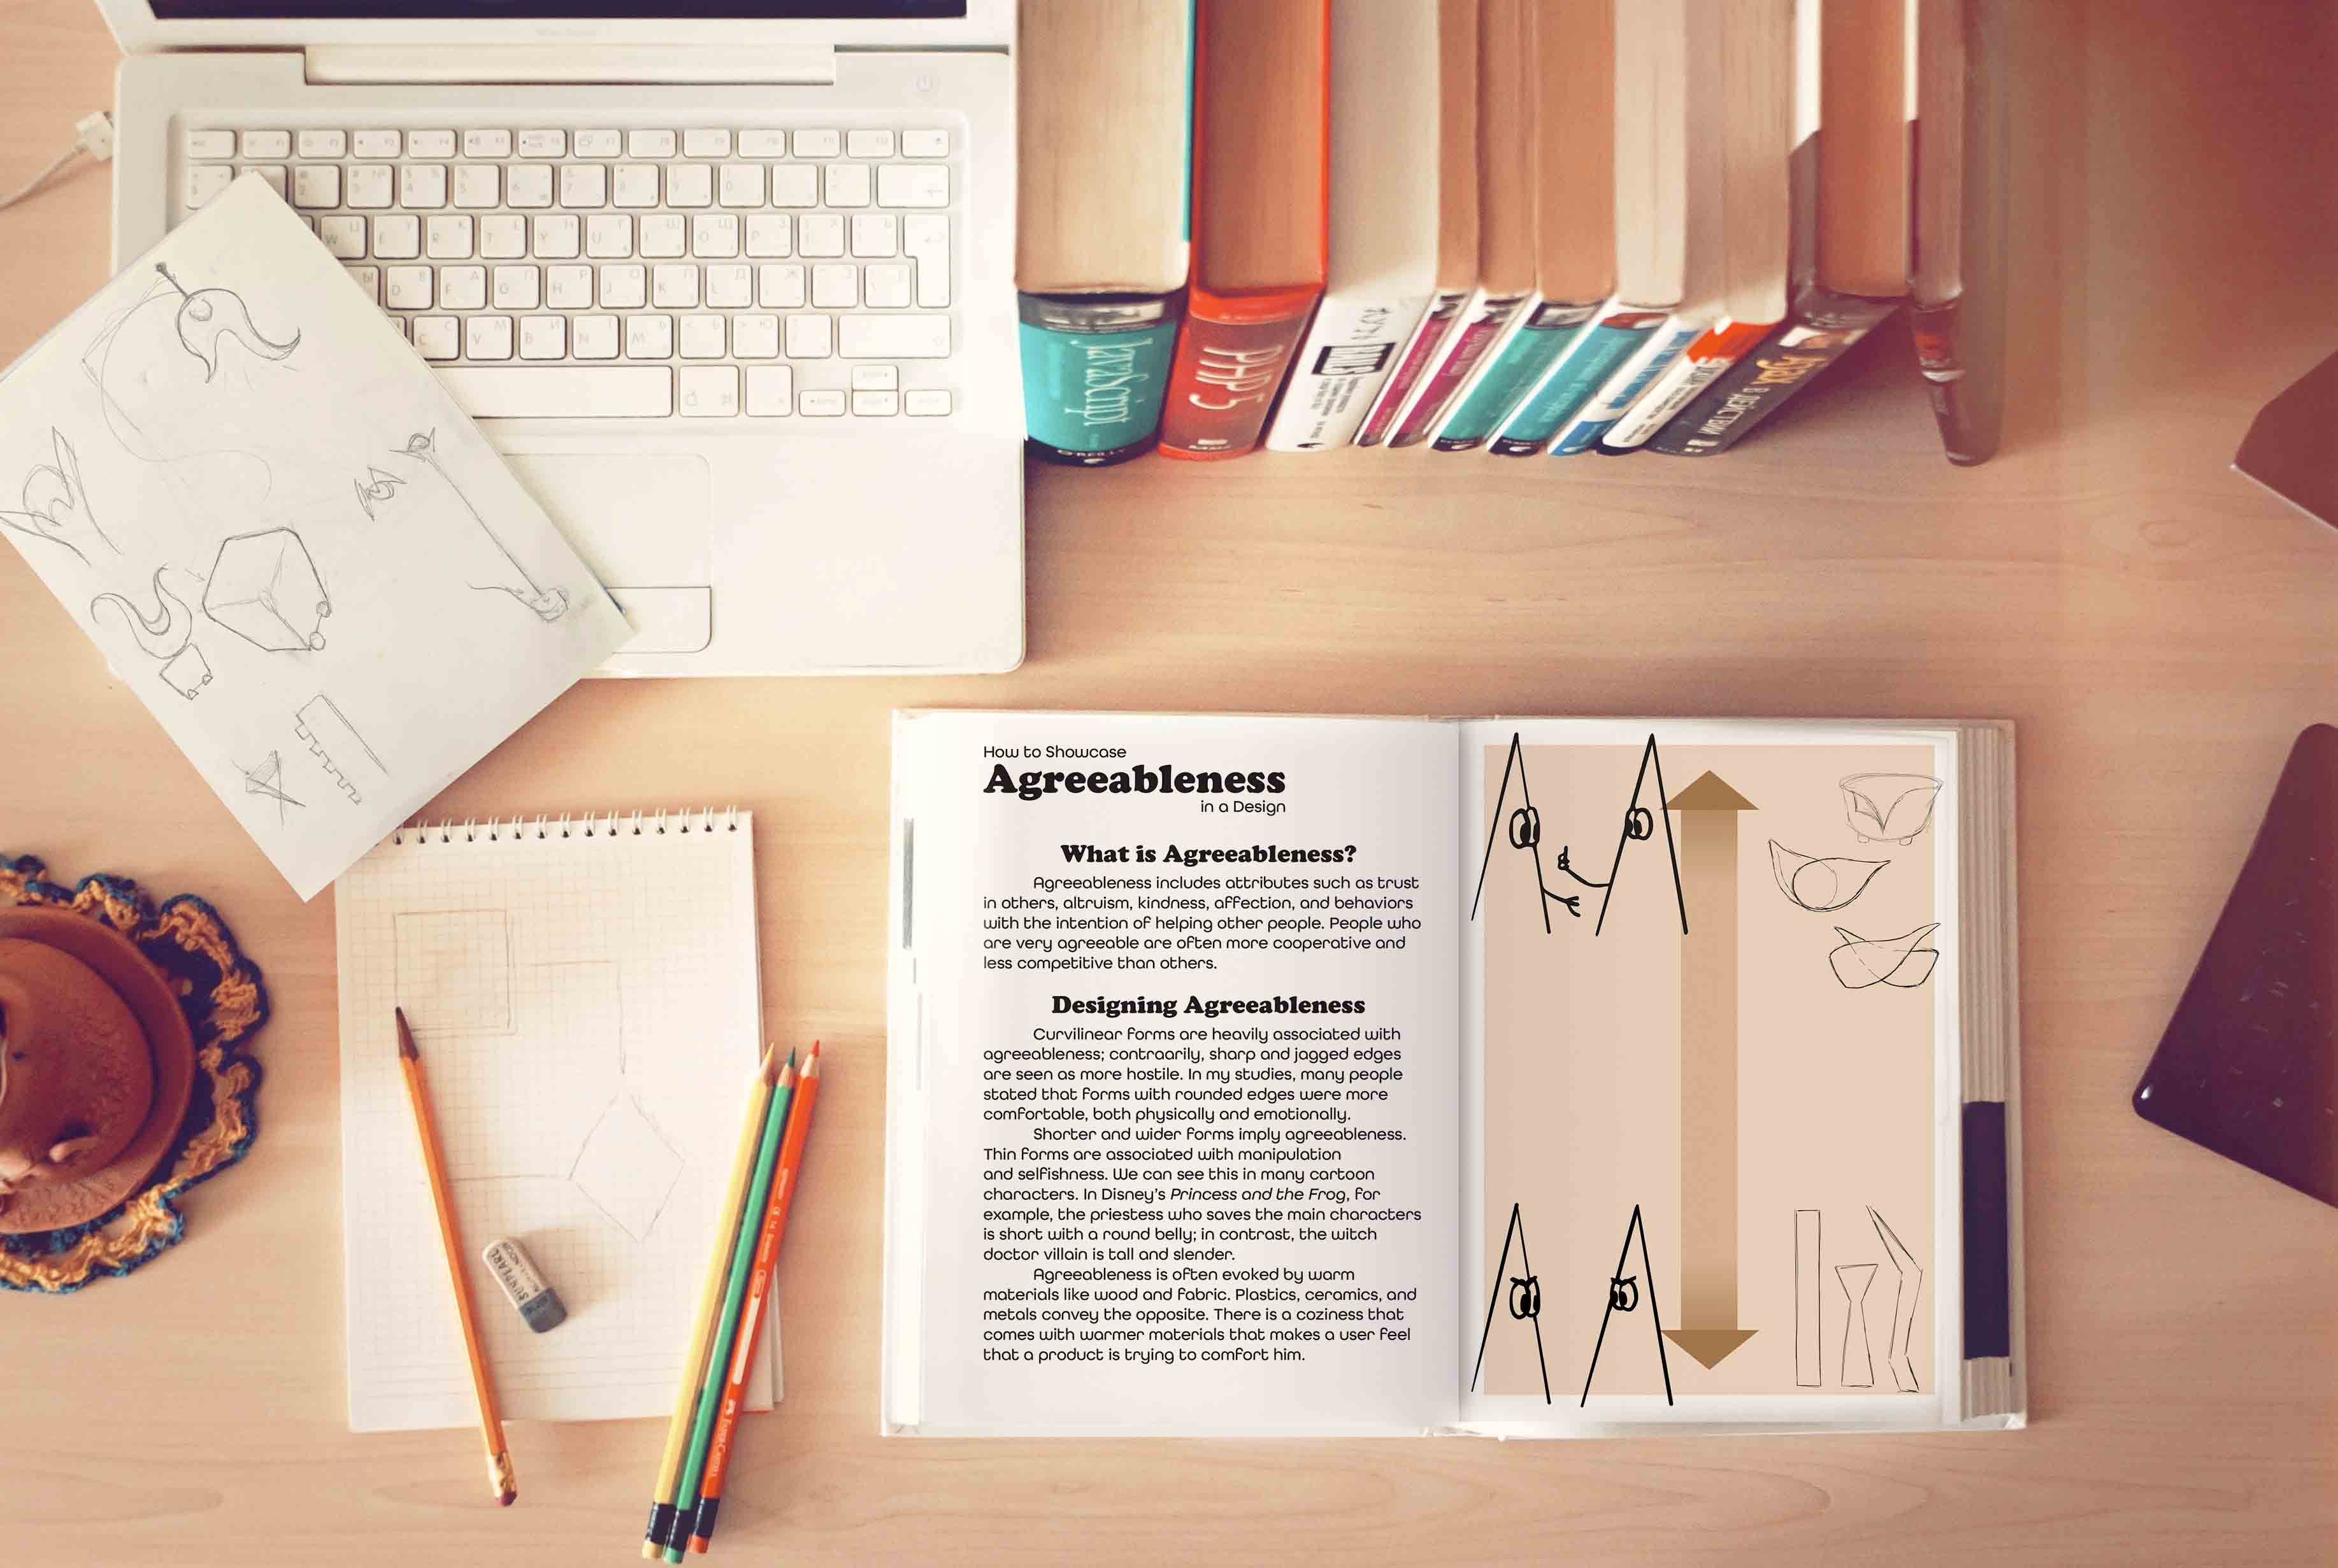 JavaScript
O'REILLY
PHP 5
How to Showcase
Agreeableness
in a Design
What is Agreeableness?
Agreeableness includes attributes such as trust
in others, altruism, kindness, affection, and behaviors
with the intention of helping other people. People who
are very agreeable are often more cooperative and
less competitive than others.
Designing Agreeableness
Curvilinear forms are heavily associated with
agreeableness; contraarily, sharp and jagged edges
are seen as more hostile. In my studies, many people
stated that forms with rounded edges were more
comfortable, both physically and emotionally.
Shorter and wider forms imply agreeableness.
Thin forms are associated with manipulation
and selfishness. We can see this in many cartoon
characters. In Disney's Princess and the Frog, for
example, the priestess who saves the main characters
is short with a round belly; in contrast, the witch
doctor villain is tall and slender.
Agreeableness is often evoked by warm
materials like wood and fabric. Plastics, ceramics, and
metals convey the opposite. There is a coziness that
comes with warmer materials that makes a user feel
that a product is trying to comfort him.
SUNPEARL